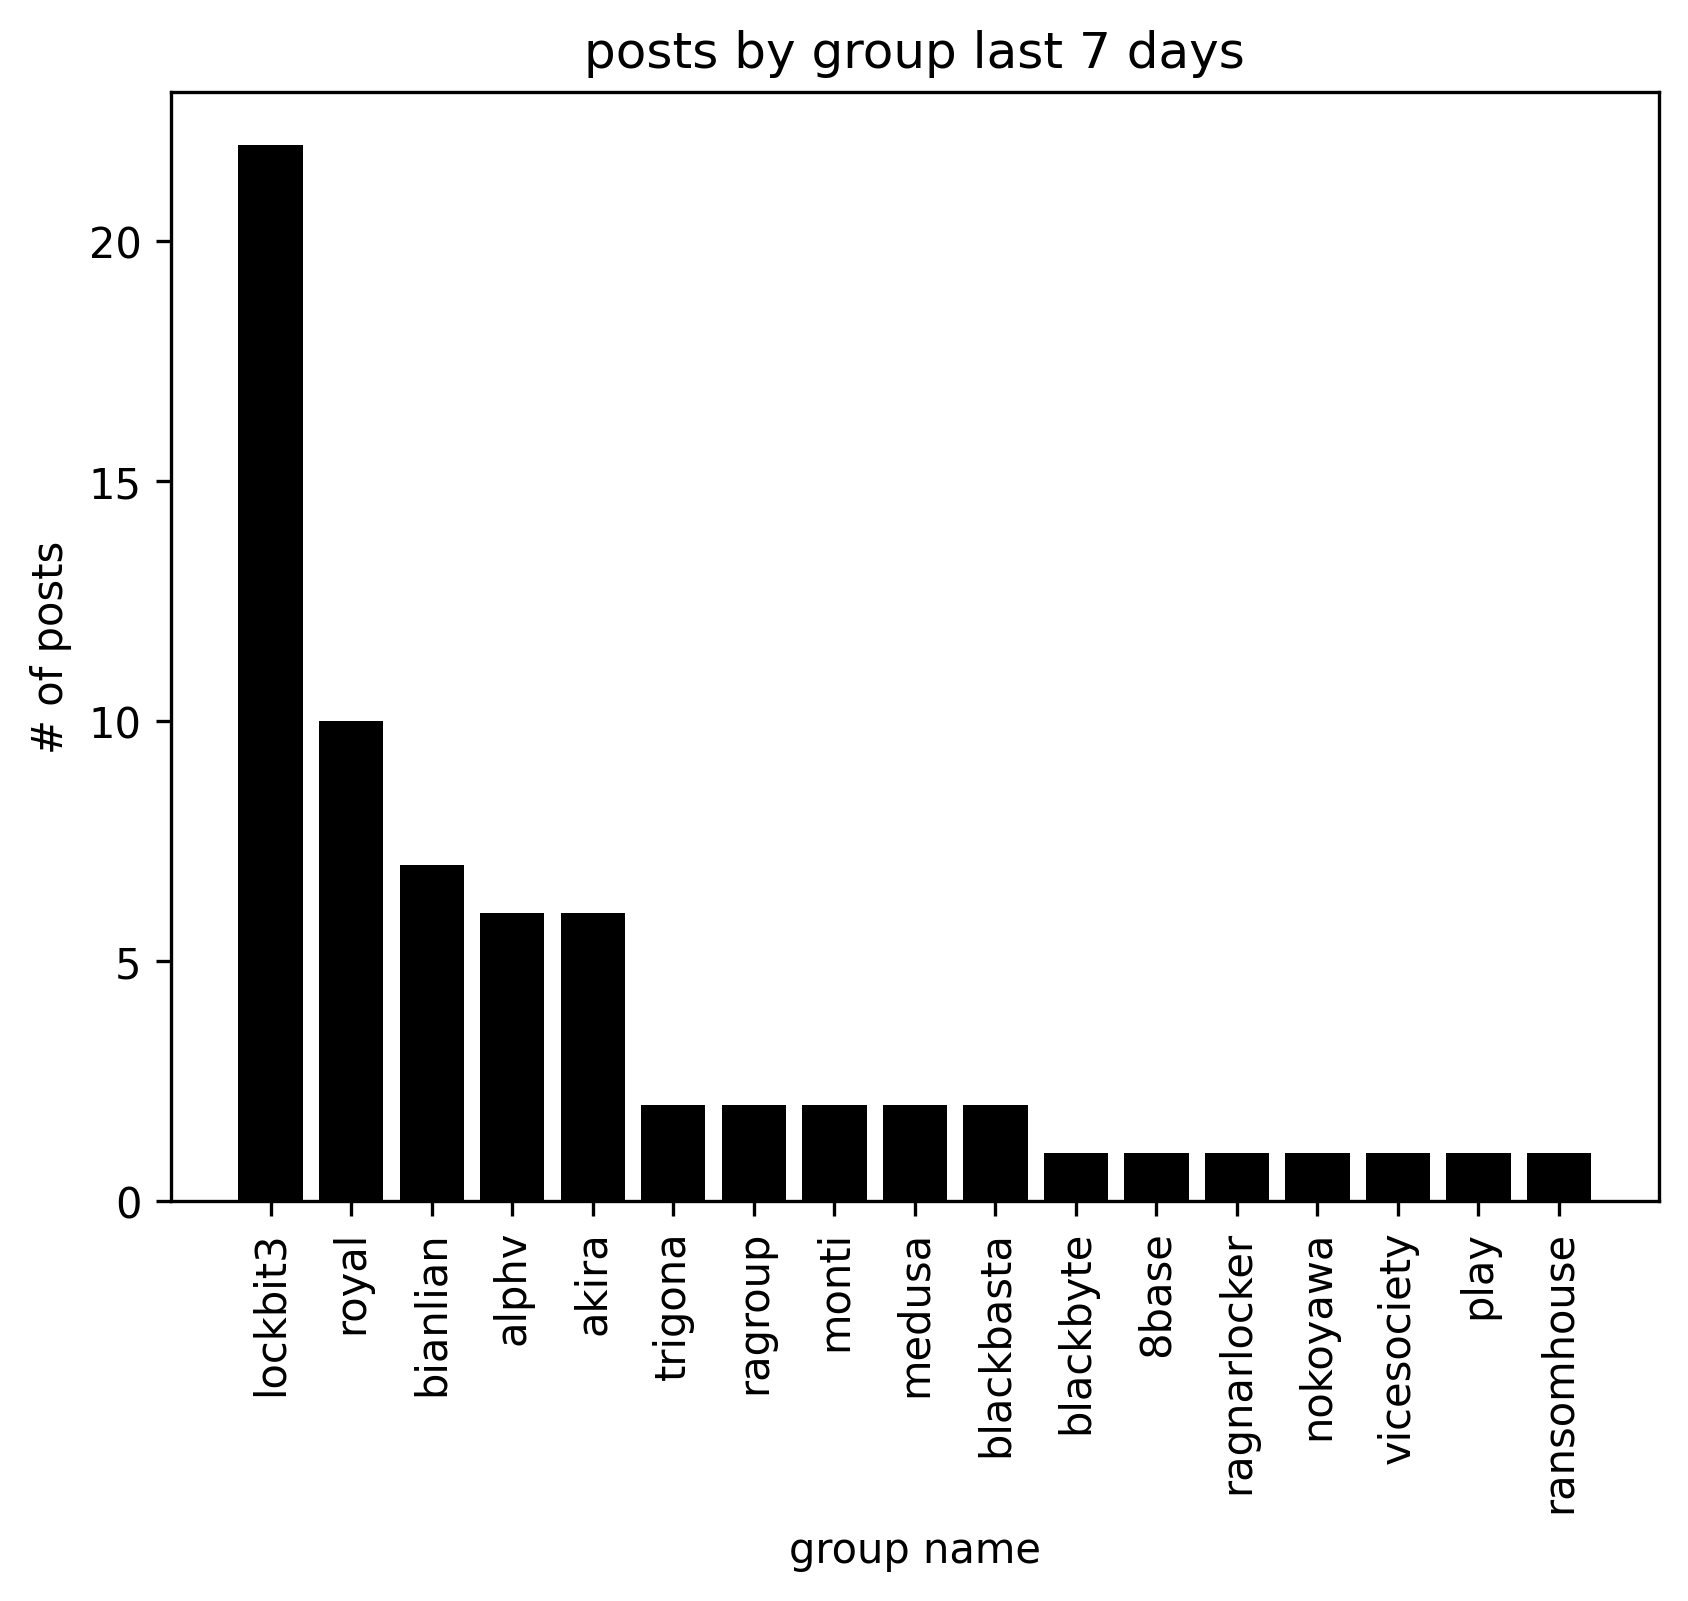 posts by group last 7 days
# of posts
20
15
10
5
0
lockbit3
royal
bianlian
alphv
akira
trigona
ragroup
monti
medusa
blackbasta
blackbyte
8base
ragnarlocker
nokoyawa
vicesociety
play
ransomhouse
group name